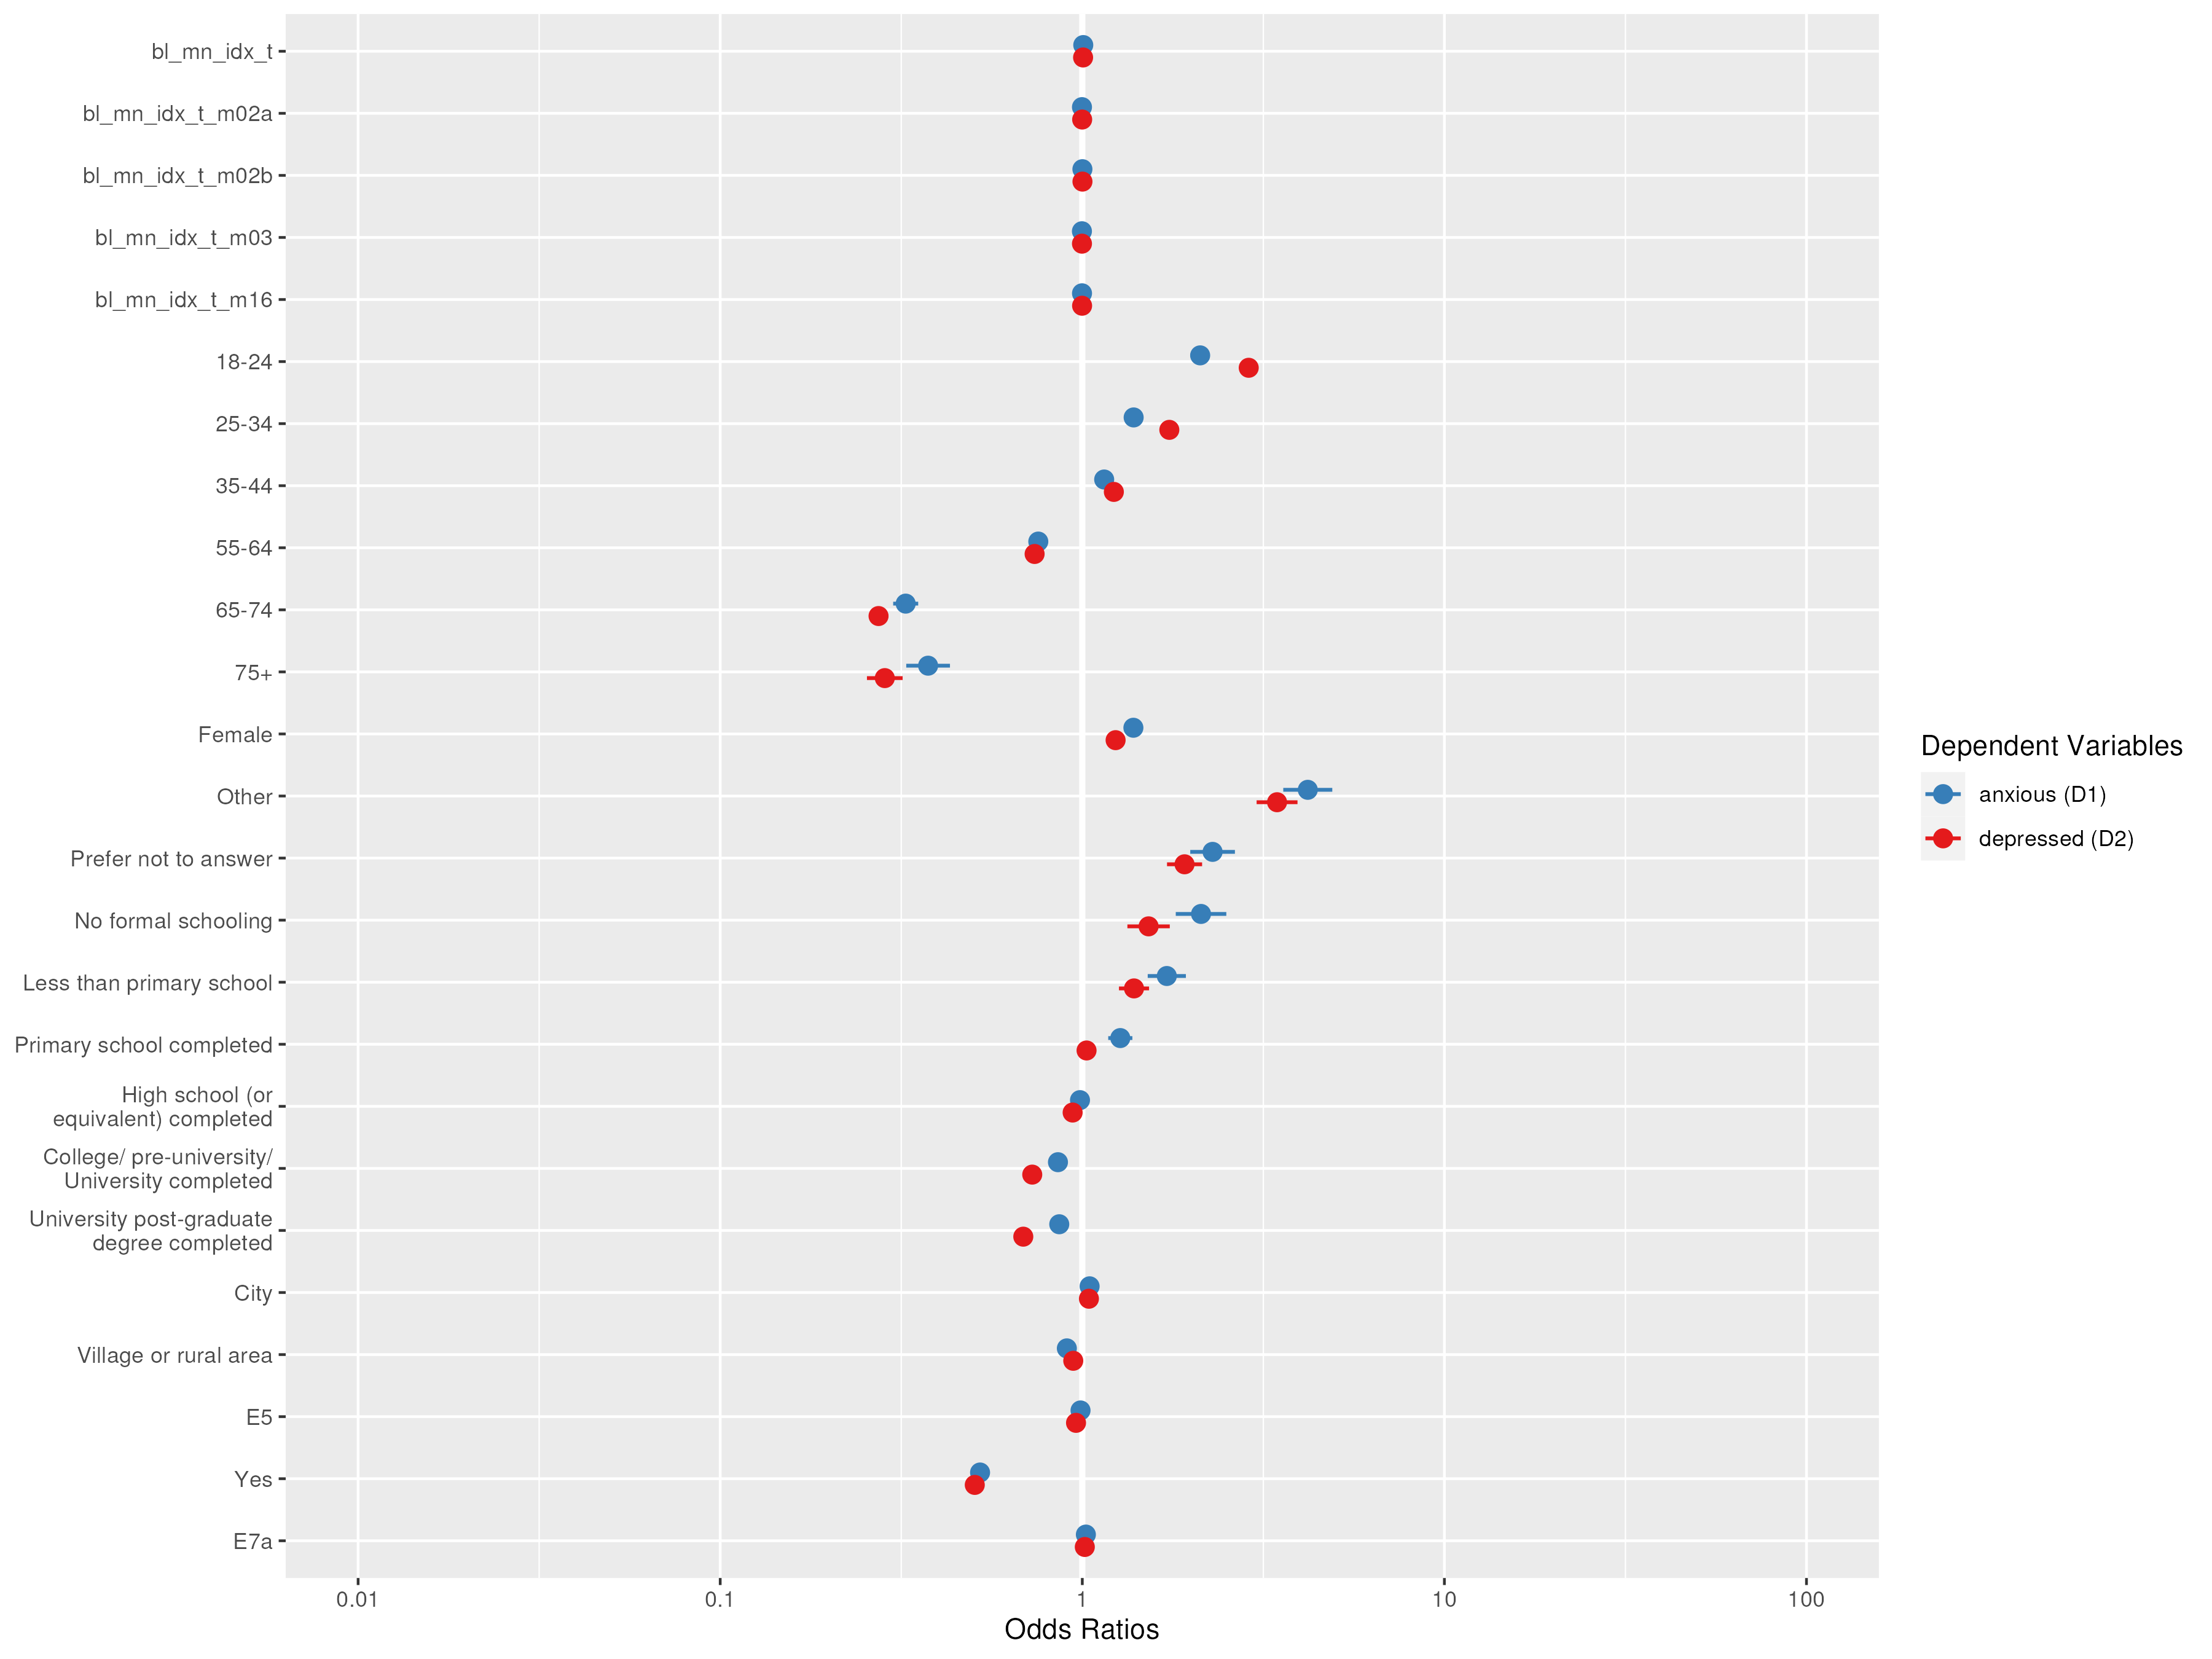 bl_mn_idx_t
bl_mn_idx_t_m02a
bl_mn_idx_t_m02b
bl_mn_idx_t_m03
bl_mn_idx_t_m16
18-24
25-34
35-44
55-64
65-74
75+
Female
Other
Prefer not to answer
No formal schooling
Less than primary school
Primary school completed
High school (or
equivalent) completed
College/ pre-university/
University completed
University post-graduate
degree completed
City
Village or rural area
E5
Yes
E7a
0.01 0.1 1 10 100
Odds Ratios
Dependent Variables
anxious (D1)
depressed (D2)